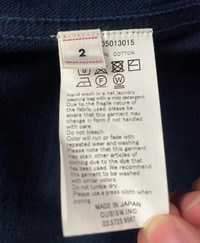 2
05013015
COTTON
Hand wash in a net laundry
washing bag with a mild detergent.
Due to the fragile nature of the
fabric used, please be
aware that this garment may
change in form if not handled
with care.
Do not bleach.
Color will run or fade with
repeated wear and washing.
Please note that this garment
may stain other articles of
clothing due to the dye that
has been used. We recommend
this garment to be washed
with similar colors.
Do not tumble dry.
Please use a press cloth when
ironing.
MADE IN JAPAN
CUBISM INC